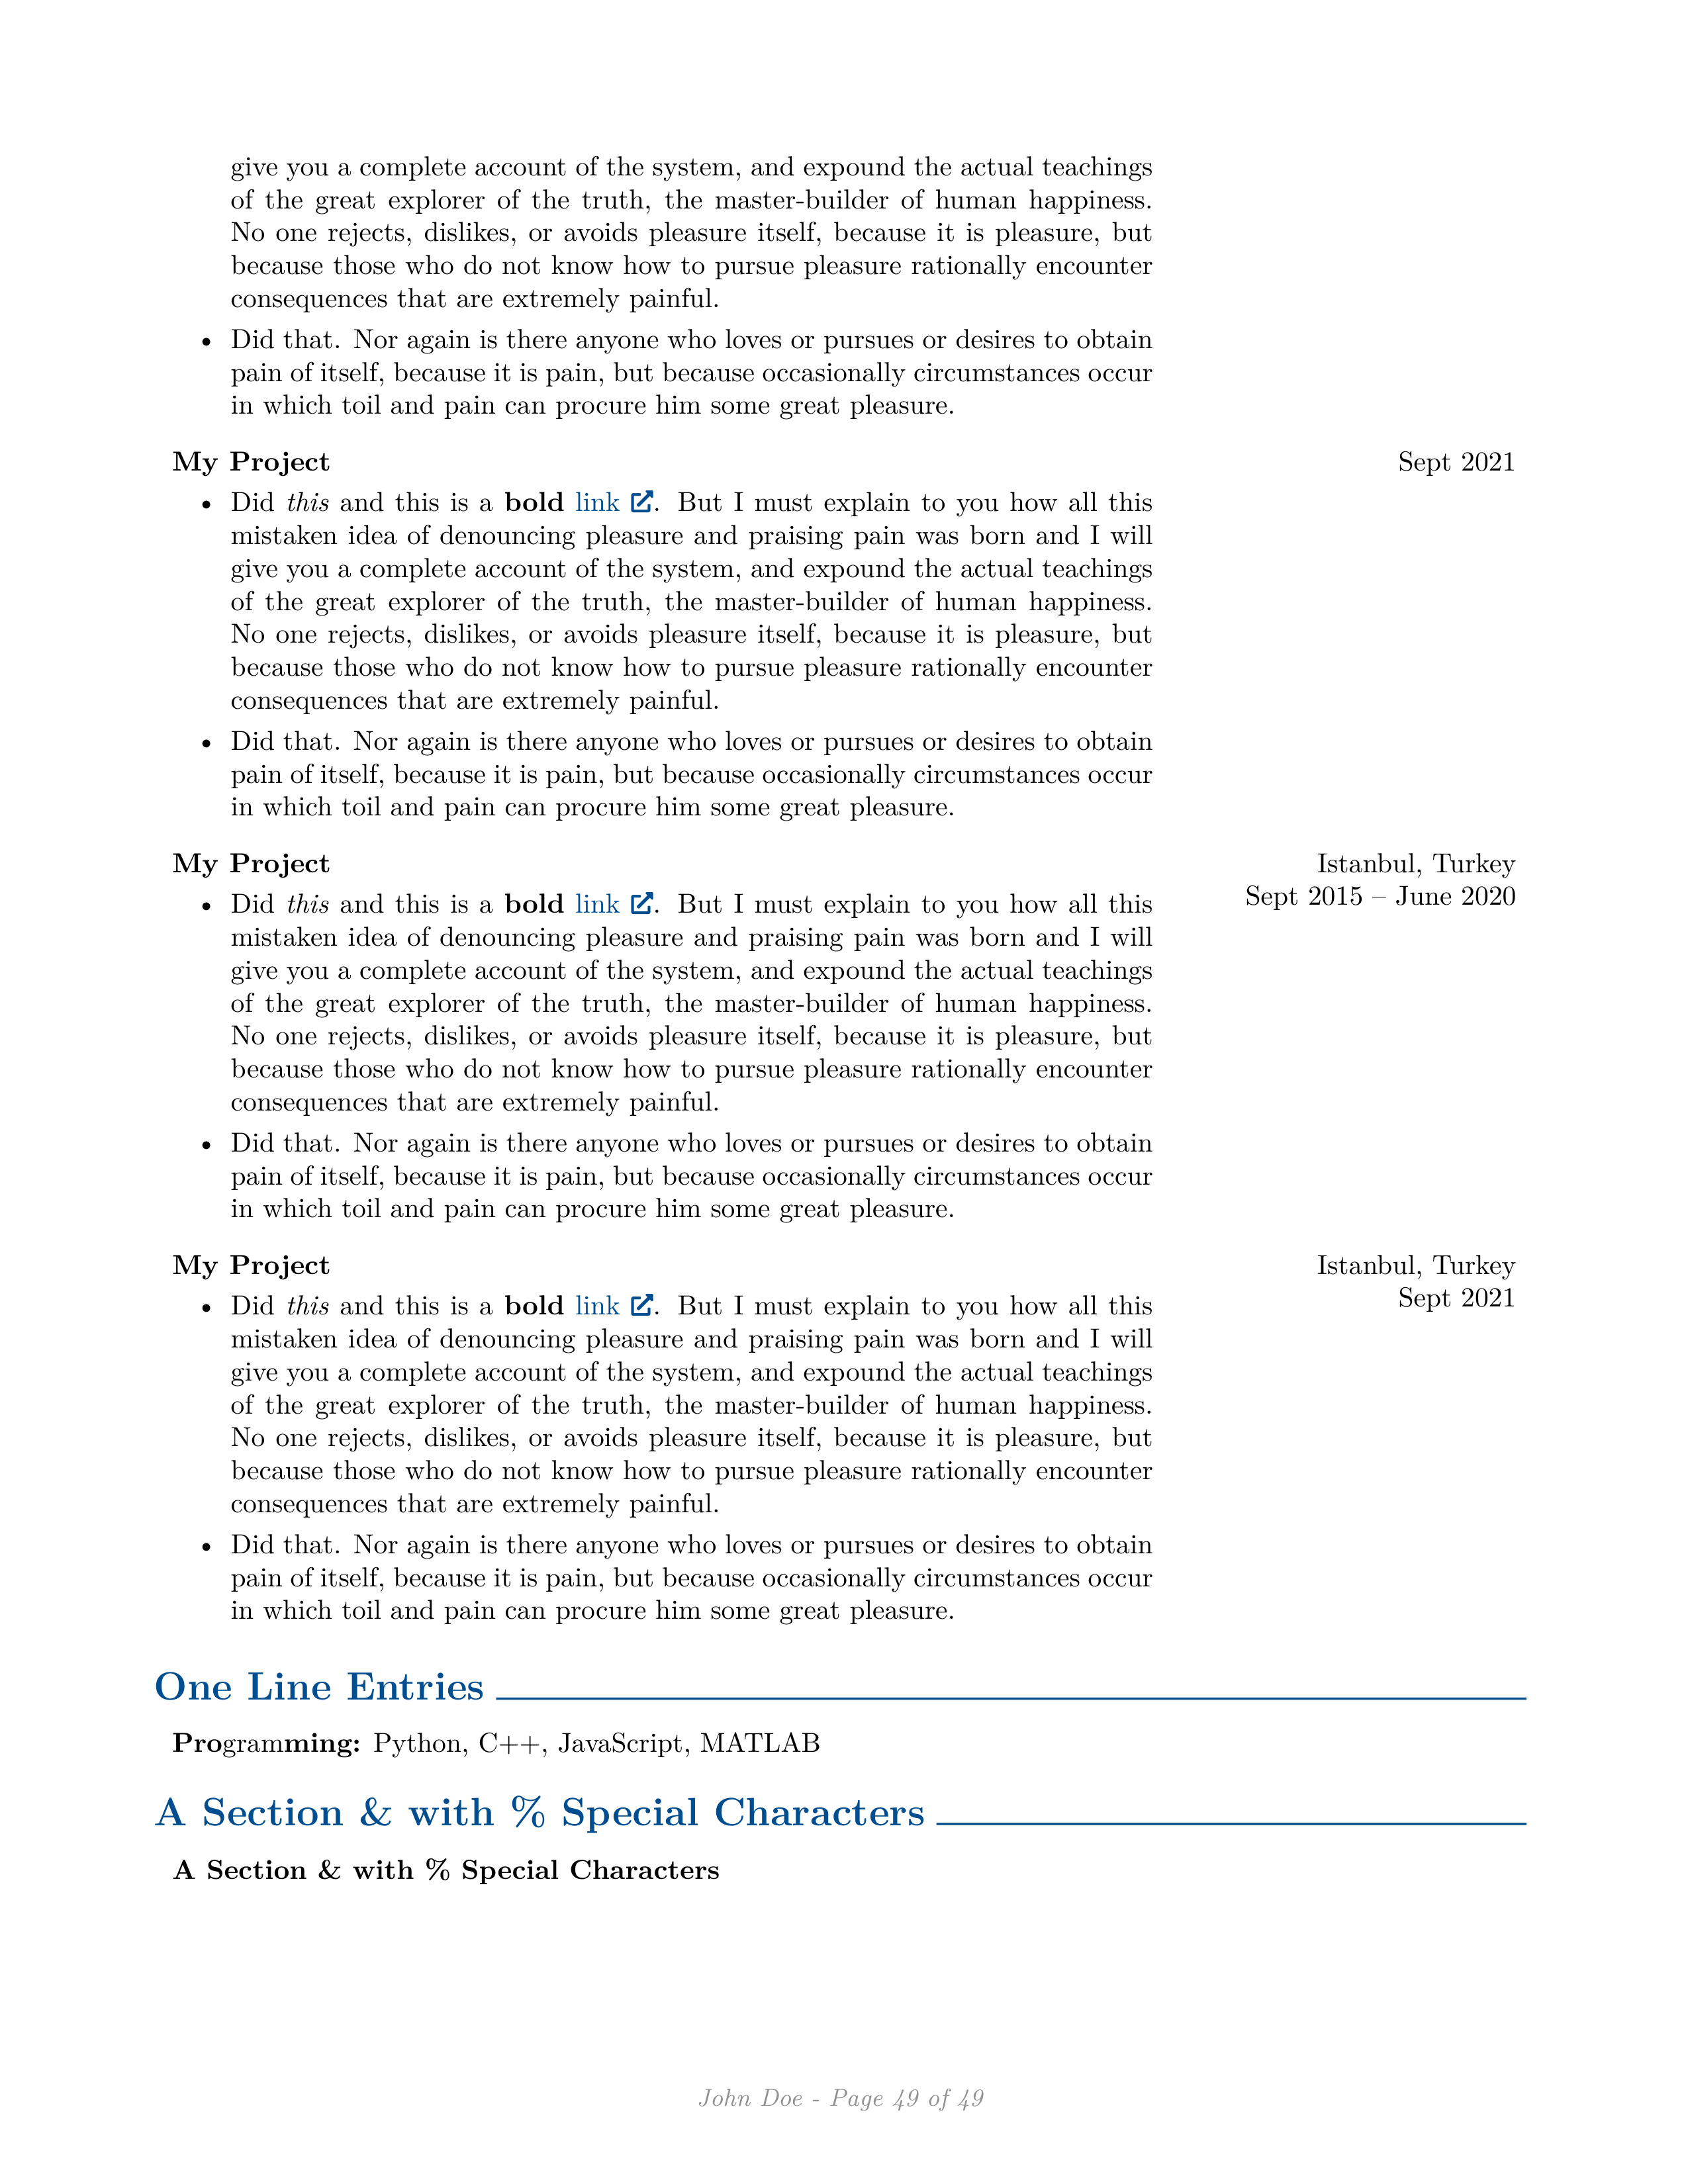 give you a complete account of the system, and expound the actual teachings
of the great explorer of the truth, the master-builder of human happiness.
No one rejects, dislikes, or avoids pleasure itself, because it is pleasure, but
because those who do not know how to pursue pleasure rationally encounter
consequences that are extremely painful.
• Did that. Nor again is there anyone who loves or pursues or desires to obtain
pain of itself, because it is pain, but because occasionally circumstances occur
in which toil and pain can procure him some great pleasure.
My Project Sept 2021
• Did this and this is a bold link. But I must explain to you how all this
mistaken idea of denouncing pleasure and praising pain was born and I will
give you a complete account of the system, and expound the actual teachings
of the great explorer of the truth, the master-builder of human happiness.
No one rejects, dislikes, or avoids pleasure itself, because it is pleasure, but
because those who do not know how to pursue pleasure rationally encounter
consequences that are extremely painful.
• Did that. Nor again is there anyone who loves or pursues or desires to obtain
pain of itself, because it is pain, but because occasionally circumstances occur
in which toil and pain can procure him some great pleasure.
My Project Istanbul, Turkey
Sept 2015 – June 2020
• Did this and this is a bold link. But I must explain to you how all this
mistaken idea of denouncing pleasure and praising pain was born and I will
give you a complete account of the system, and expound the actual teachings
of the great explorer of the truth, the master-builder of human happiness.
No one rejects, dislikes, or avoids pleasure itself, because it is pleasure, but
because those who do not know how to pursue pleasure rationally encounter
consequences that are extremely painful.
• Did that. Nor again is there anyone who loves or pursues or desires to obtain
pain of itself, because it is pain, but because occasionally circumstances occur
in which toil and pain can procure him some great pleasure.
My Project Istanbul, Turkey
Sept 2021
• Did this and this is a bold link. But I must explain to you how all this
mistaken idea of denouncing pleasure and praising pain was born and I will
give you a complete account of the system, and expound the actual teachings
of the great explorer of the truth, the master-builder of human happiness.
No one rejects, dislikes, or avoids pleasure itself, because it is pleasure, but
because those who do not know how to pursue pleasure rationally encounter
consequences that are extremely painful.
• Did that. Nor again is there anyone who loves or pursues or desires to obtain
pain of itself, because it is pain, but because occasionally circumstances occur
in which toil and pain can procure him some great pleasure.
One Line Entries
Programming: Python, C++, JavaScript, MATLAB
A Section & with % Special Characters
A Section & with % Special Characters
John Doe - Page 49 of 49